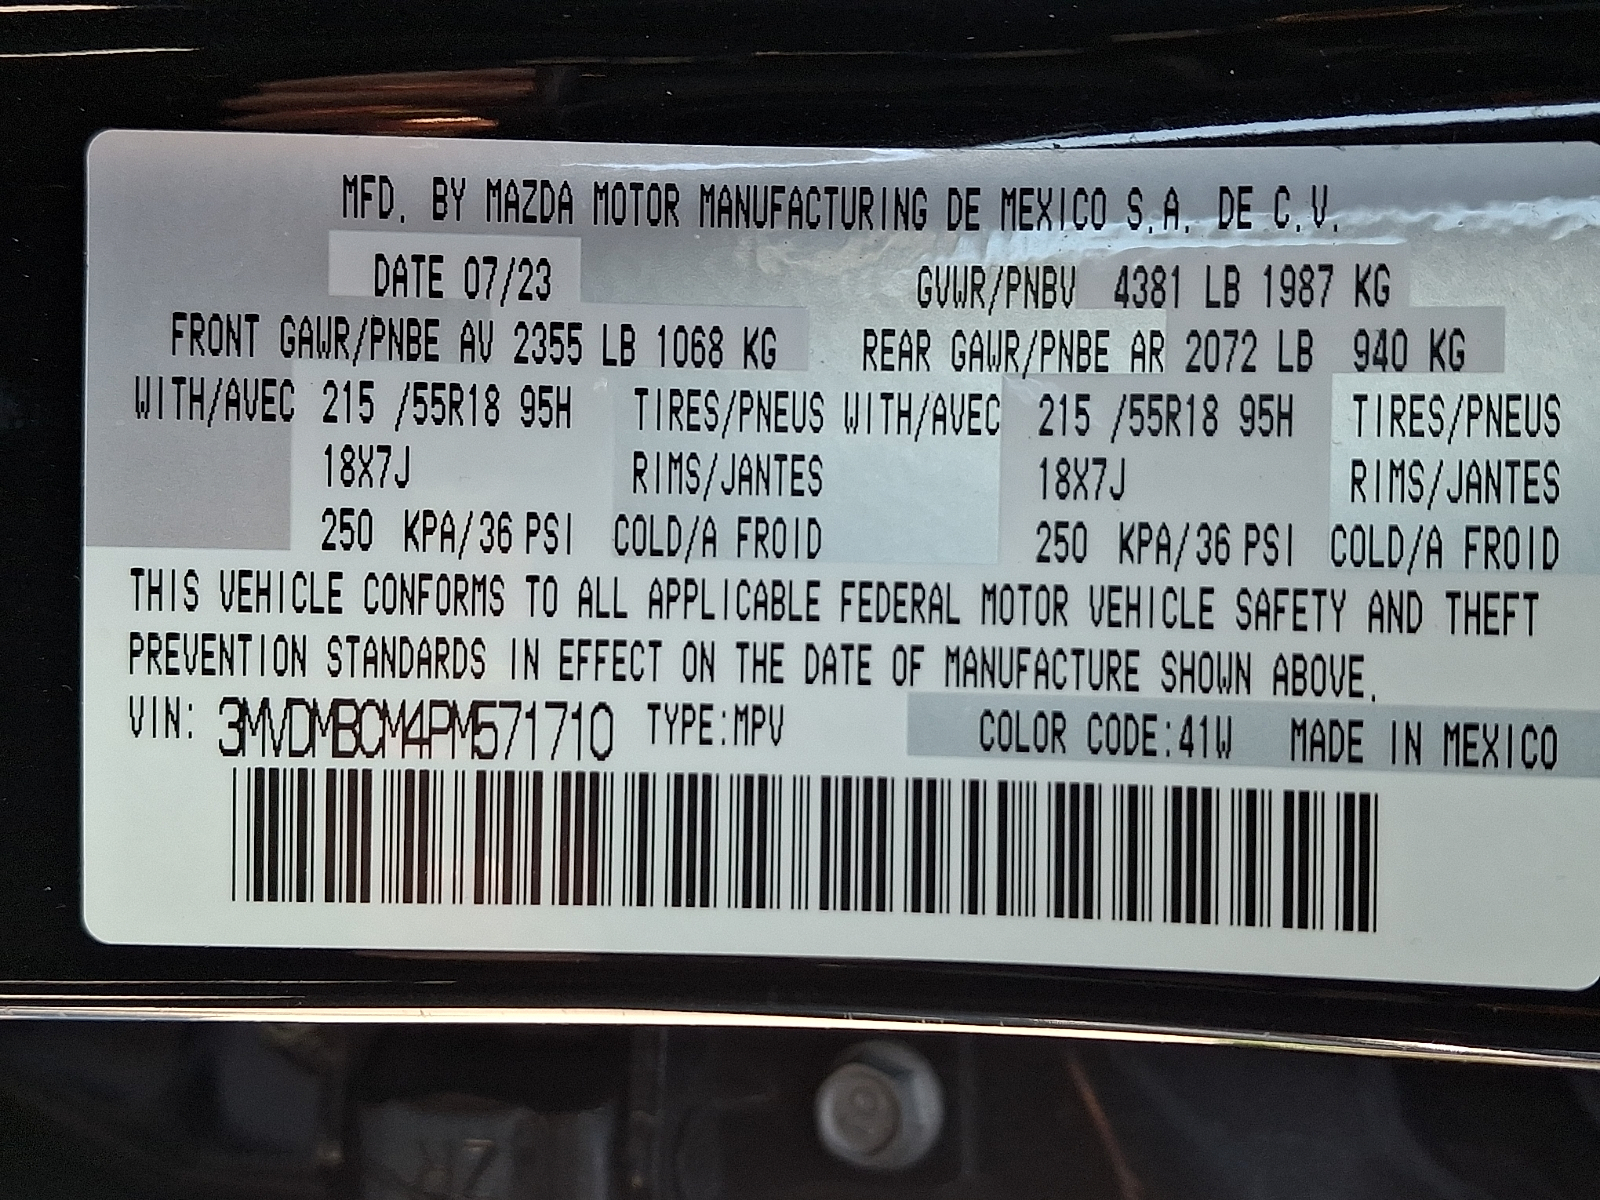 MFD. BY MAZDA MOTOR MANUFACTURING DE MEXICO S.A. DE C.V.
DATE 07/23 GVWR/PNBV 4381 LB 1987 KG
FRONT GAWR/PNBE AV 2355 LB 1068 KG REAR GAWR/PNBE AR 2072 LB 940 KG
WITH/AVEC 215 /55R18 95H TIRES/PNEUS WITH/AVEC 215 /55R18 95H TIRES/PNEUS
18X7J RIMS/JANTES 18X7J RIMS/JANTES
250 KPA/36 PSI COLD/A FROID 250 KPA/36 PSI COLD/A FROID
THIS VEHICLE CONFORMS TO ALL APPLICABLE FEDERAL MOTOR VEHICLE SAFETY AND THEFT
PREVENTION STANDARDS IN EFFECT ON THE DATE OF MANUFACTURE SHOWN ABOVE.
VIN: 3MVDMBCM4PM571710 TYPE:MPV COLOR CODE:41W MADE IN MEXICO